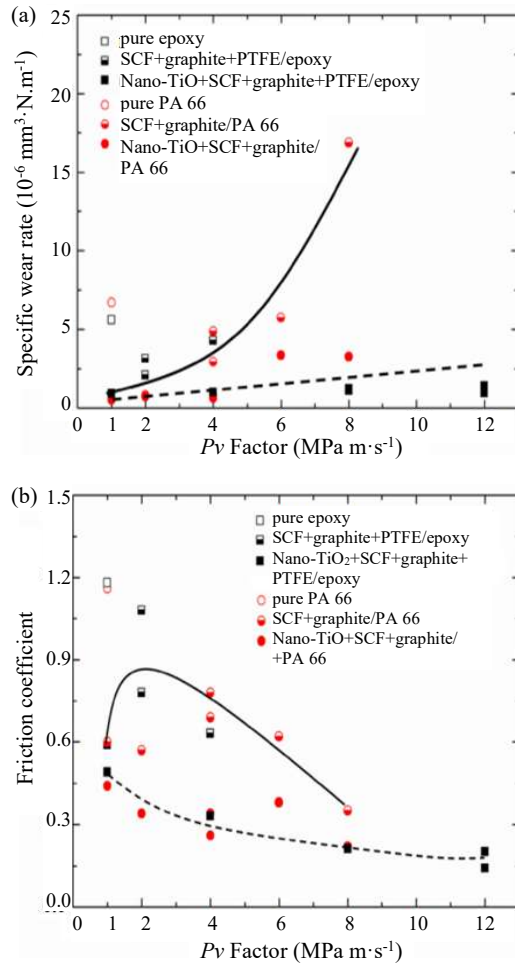 (a)
25
20
15
10
5
0
Specific wear rate (10⁻⁶ mm³·N.m⁻¹)
pure epoxy
SCF+graphite+PTFE/epoxy
Nano-TiO+SCF+graphite+PTFE/epoxy
pure PA 66
SCF+graphite/PA 66
Nano-TiO+SCF+graphite/
PA 66
0 1 2 4 6 8 10 12
Pv Factor (MPa m·s⁻¹)
(b)
1.5
1.2
0.9
0.6
0.3
0.0
Friction coefficient
pure epoxy
SCF+graphite+PTFE/epoxy
Nano-TiO₂+SCF+graphite+
PTFE/epoxy
pure PA 66
SCF+graphite/PA 66
Nano-TiO+SCF+graphite/
+PA 66
0 1 2 4 6 8 10 12
Pv Factor (MPa m·s⁻¹)